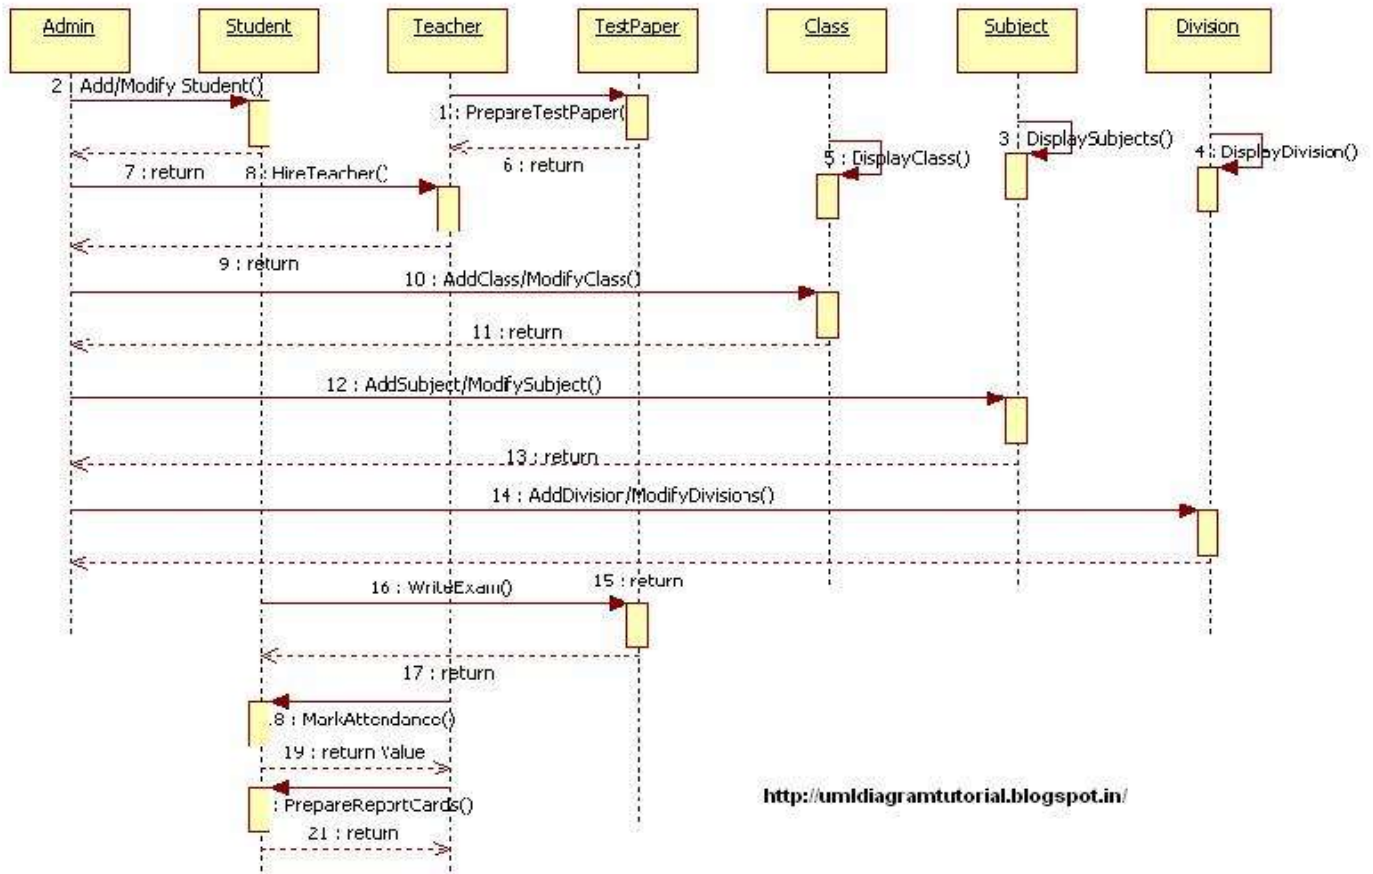 Admin
Student
Teacher
TestPaper
Class
Subject
Division
2 : Add/Modify Student()
1 : PrepareTestPaper(
3 : DisplaySubjects()
4 : DisplayDivision()
5 : DisplayClass()
6 : return
7 : return
8 : HireTeacher()
9 : return
10 : AddClass/ModifyClass()
11 : return
12 : AddSubject/ModifySubject()
13 : return
14 : AddDivision/ModifyDivisions()
15 : return
16 : WriteExam()
17 : return
8 : MarkAttendance()
19 : return Value
: PrepareReportCards()
21 : return
http://umldiagramtutorial.blogspot.in/